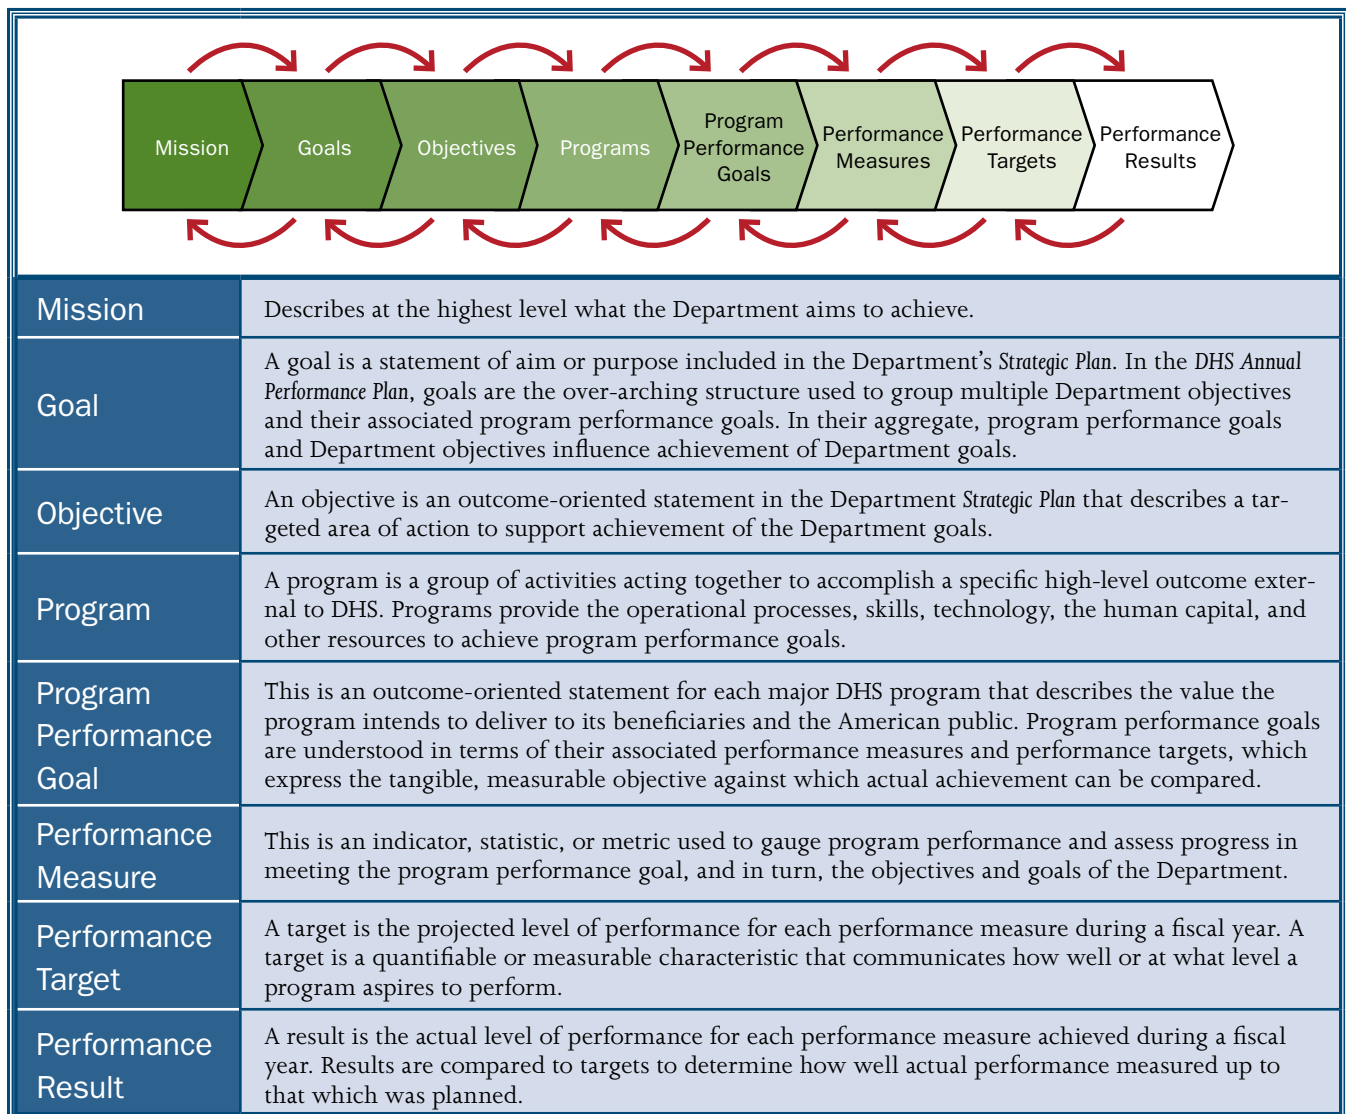 Mission
Goals
Objectives
Programs
Program
Performance
Goals
Performance
Measures
Performance
Targets
Performance
Results
Mission
Describes at the highest level what the Department aims to achieve.
Goal
A goal is a statement of aim or purpose included in the Department’s Strategic Plan. In the DHS Annual
Performance Plan, goals are the over-arching structure used to group multiple Department objectives
and their associated program performance goals. In their aggregate, program performance goals
and Department objectives influence achievement of Department goals.
Objective
An objective is an outcome-oriented statement in the Department Strategic Plan that describes a tar-
geted area of action to support achievement of the Department goals.
Program
A program is a group of activities acting together to accomplish a specific high-level outcome exter-
nal to DHS. Programs provide the operational processes, skills, technology, the human capital, and
other resources to achieve program performance goals.
Program
Performance
Goal
This is an outcome-oriented statement for each major DHS program that describes the value the
program intends to deliver to its beneficiaries and the American public. Program performance goals
are understood in terms of their associated performance measures and performance targets, which
express the tangible, measurable objective against which actual achievement can be compared.
Performance
Measure
This is an indicator, statistic, or metric used to gauge program performance and assess progress in
meeting the program performance goal, and in turn, the objectives and goals of the Department.
Performance
Target
A target is the projected level of performance for each performance measure during a fiscal year. A
target is a quantifiable or measurable characteristic that communicates how well or at what level a
program aspires to perform.
Performance
Result
A result is the actual level of performance for each performance measure achieved during a fiscal
year. Results are compared to targets to determine how well actual performance measured up to
that which was planned.